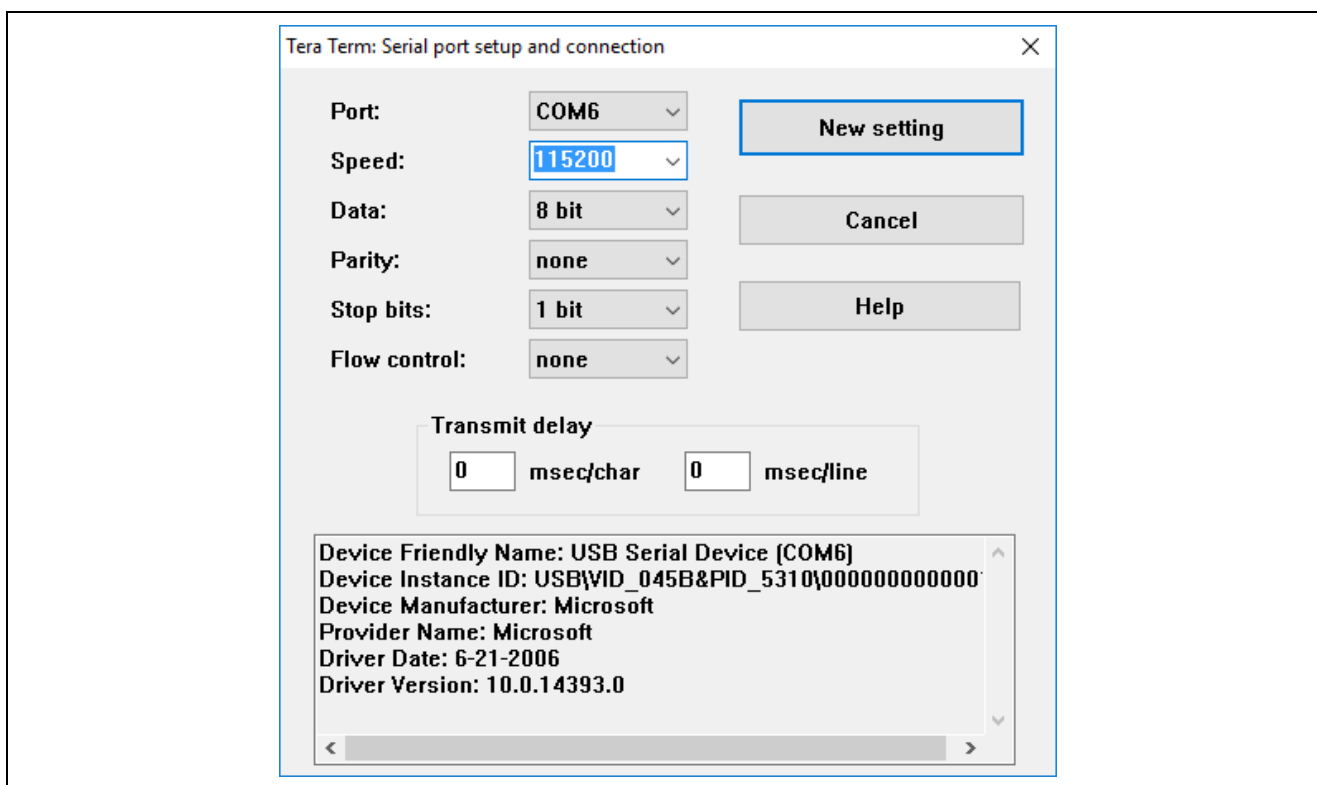 Tera Term: Serial port setup and connection
Port: COM6 New setting
Speed: 115200
Data: 8 bit Cancel
Parity: none
Stop bits: 1 bit Help
Flow control: none
Transmit delay
0 msec/char 0 msec/line
Device Friendly Name: USB Serial Device (COM6)
Device Instance ID: USB\VID_045B&PID_5310\000000000000
Device Manufacturer: Microsoft
Provider Name: Microsoft
Driver Date: 6-21-2006
Driver Version: 10.0.14393.0